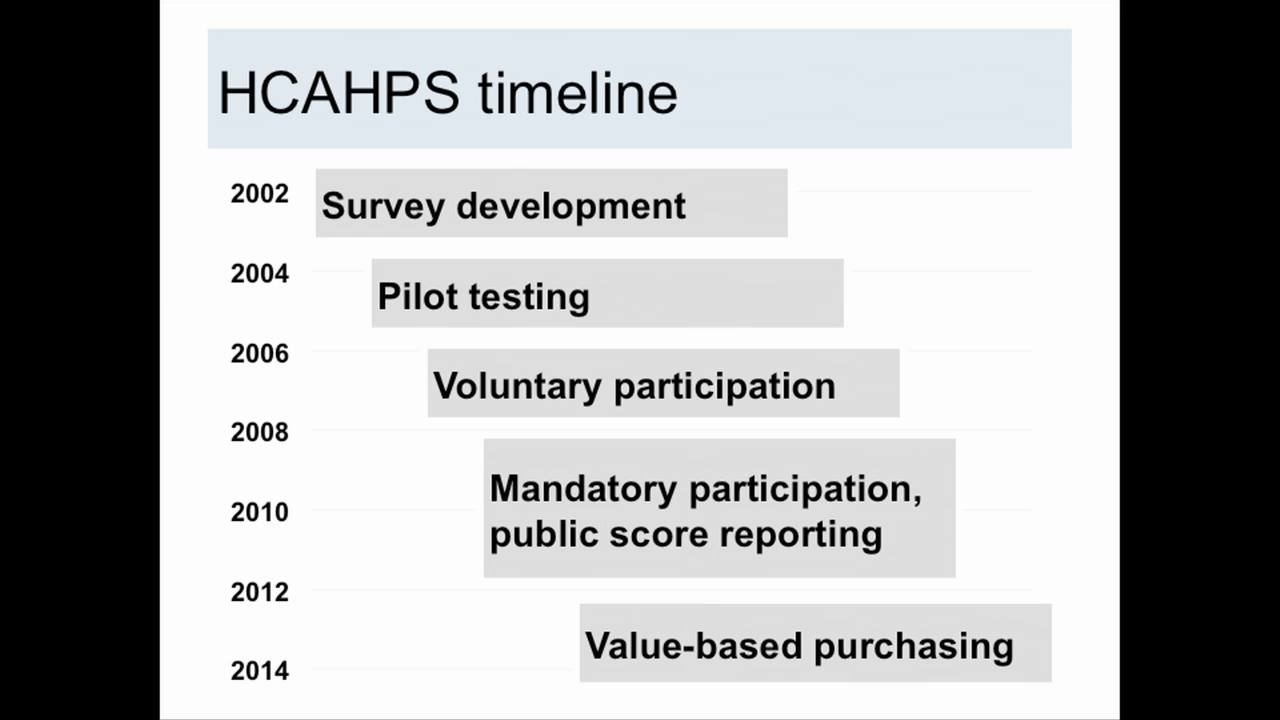 HCAHPS timeline
2002
Survey development
2004
Pilot testing
2006
Voluntary participation
2008
Mandatory participation,
2010
public score reporting
2012
Value-based purchasing
2014